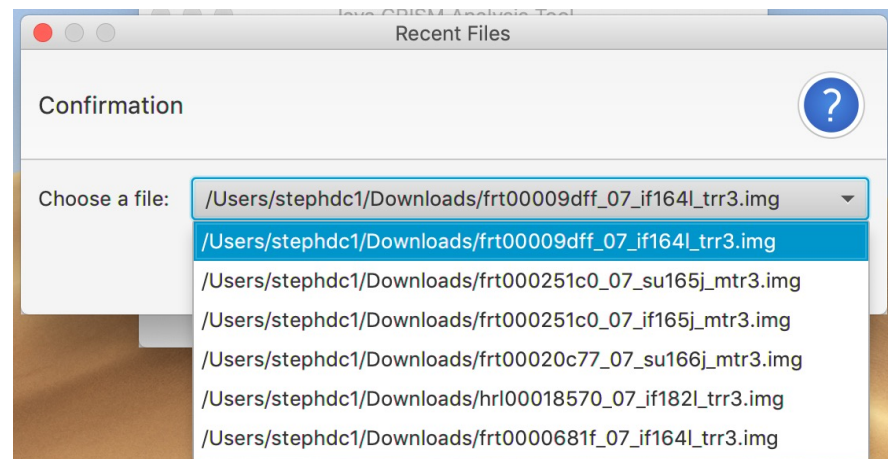 Java CRISM Analysis Tool
Recent Files
Confirmation
?
Choose a file: /Users/stephdc1/Downloads/frt00009dff_07_if164l_trr3.img
/Users/stephdc1/Downloads/frt00009dff_07_if164l_trr3.img
/Users/stephdc1/Downloads/frt000251c0_07_su165j_mtr3.img
/Users/stephdc1/Downloads/frt000251c0_07_if165j_mtr3.img
/Users/stephdc1/Downloads/frt00020c77_07_su166j_mtr3.img
/Users/stephdc1/Downloads/hrl00018570_07_if182l_trr3.img
/Users/stephdc1/Downloads/frt0000681f_07_if164l_trr3.img